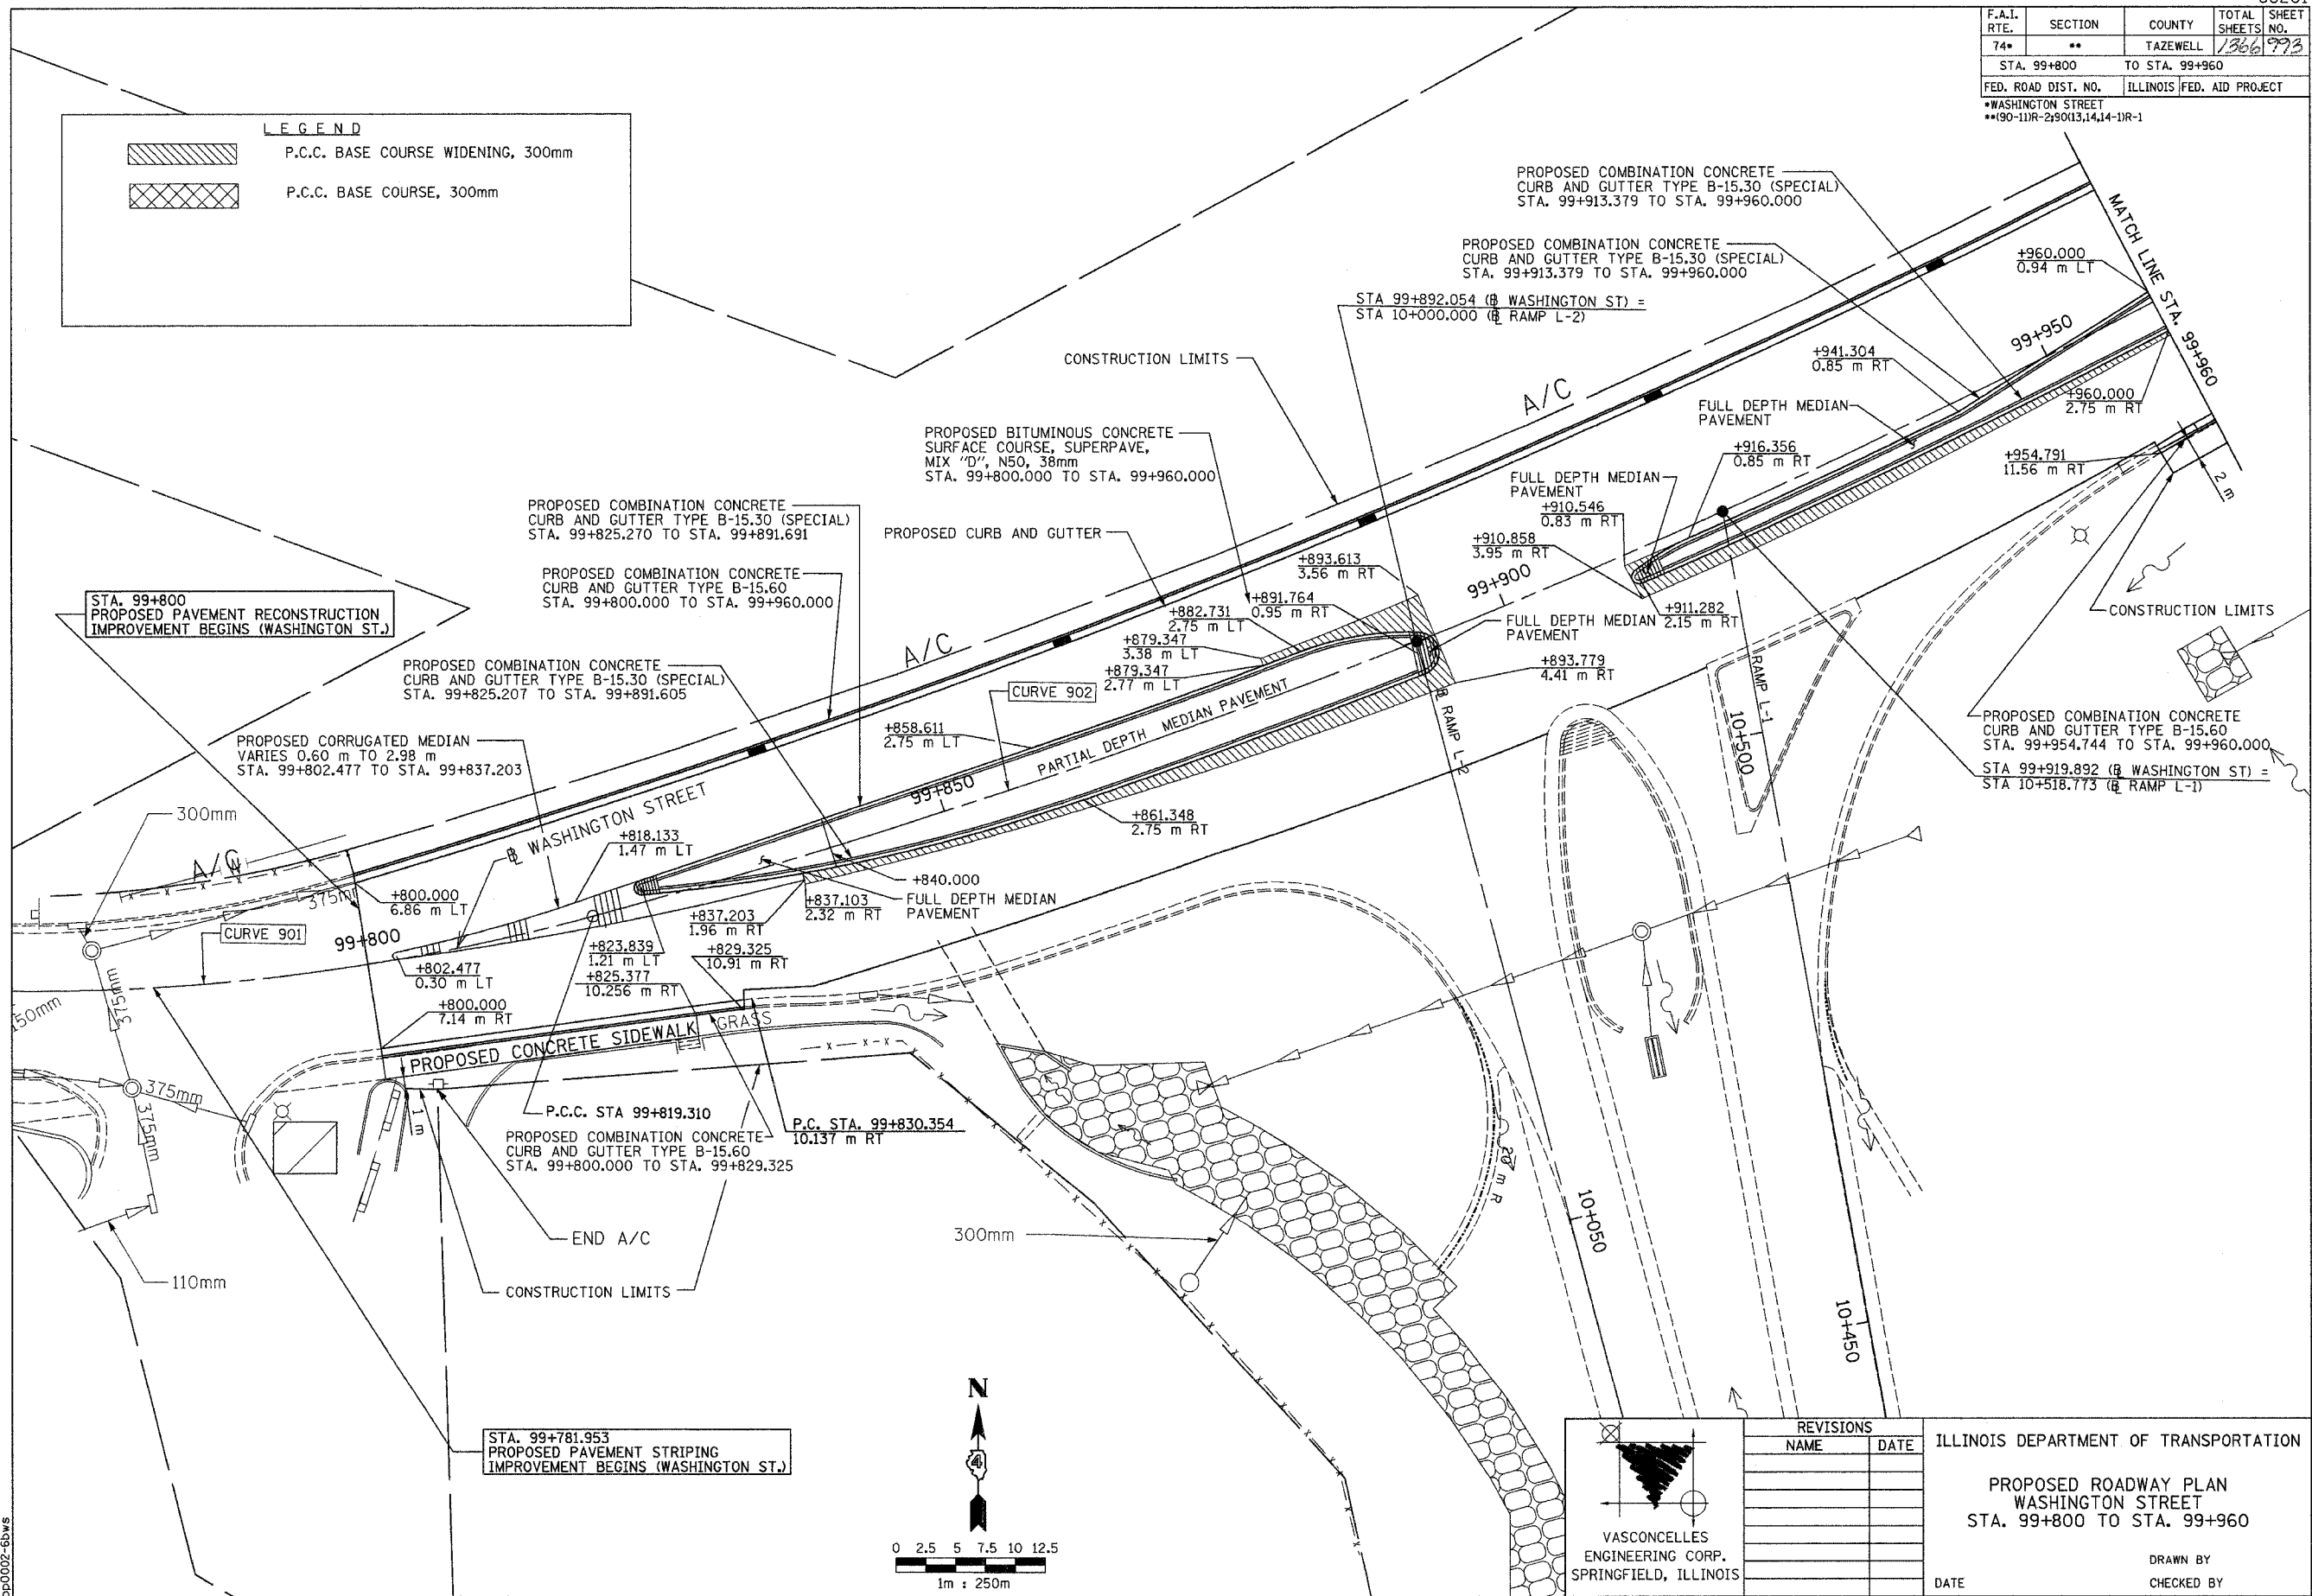 F.A.I. RTE. SECTION COUNTY TOTAL SHEETS SHEET NO.
74* ** TAZEWELL 1366 993
STA. 99+800 TO STA. 99+960
FED. ROAD DIST. NO. ILLINOIS FED. AID PROJECT
*WASHINGTON STREET
**(90-11)R-2;90(13,14,14-1)R-1
LEGEND
P.C.C. BASE COURSE WIDENING, 300mm
P.C.C. BASE COURSE, 300mm
PROPOSED COMBINATION CONCRETE
CURB AND GUTTER TYPE B-15.30 (SPECIAL)
STA. 99+913.379 TO STA. 99+960.000
PROPOSED COMBINATION CONCRETE
CURB AND GUTTER TYPE B-15.30 (SPECIAL)
STA. 99+913.379 TO STA. 99+960.000
MATCH LINE STA. 99+960
+960.000
0.94 m LT
STA 99+892.054 (℄ WASHINGTON ST) =
STA 10+000.000 (℄ RAMP L-2)
99+950
CONSTRUCTION LIMITS
+941.304
0.85 m RT
A/C
+960.000
2.75 m RT
FULL DEPTH MEDIAN
PAVEMENT
PROPOSED BITUMINOUS CONCRETE
SURFACE COURSE, SUPERPAVE,
MIX "D", N50, 38mm
STA. 99+800.000 TO STA. 99+960.000
+916.356
0.85 m RT
+954.791
11.56 m RT
2 m
FULL DEPTH MEDIAN
PAVEMENT
+910.546
0.83 m RT
PROPOSED COMBINATION CONCRETE
CURB AND GUTTER TYPE B-15.30 (SPECIAL)
STA. 99+825.270 TO STA. 99+891.691
PROPOSED CURB AND GUTTER
+910.858
3.95 m RT
+893.613
3.56 m RT
99+900
PROPOSED COMBINATION CONCRETE
CURB AND GUTTER TYPE B-15.60
STA. 99+800.000 TO STA. 99+960.000
+891.764
0.95 m RT
+882.731
2.75 m LT
+911.282
2.15 m RT
CONSTRUCTION LIMITS
STA. 99+800
PROPOSED PAVEMENT RECONSTRUCTION
IMPROVEMENT BEGINS (WASHINGTON ST.)
FULL DEPTH MEDIAN
PAVEMENT
+879.347
3.38 m LT
A/C
+879.347
2.77 m LT
+893.779
4.41 m RT
PROPOSED COMBINATION CONCRETE
CURB AND GUTTER TYPE B-15.30 (SPECIAL)
STA. 99+825.207 TO STA. 99+891.605
CURVE 902
PARTIAL DEPTH MEDIAN PAVEMENT
℄ RAMP L-2
RAMP L-1
10+500
+858.611
2.75 m LT
PROPOSED COMBINATION CONCRETE
CURB AND GUTTER TYPE B-15.60
STA. 99+954.744 TO STA. 99+960.000
PROPOSED CORRUGATED MEDIAN
VARIES 0.60 m TO 2.98 m
STA. 99+802.477 TO STA. 99+837.203
STA 99+919.892 (℄ WASHINGTON ST) =
STA 10+518.773 (℄ RAMP L-1)
99+850
℄ WASHINGTON STREET
300mm
+861.348
2.75 m RT
+818.133
1.47 m LT
A/C
375m
+800.000
6.86 m LT
+840.000
FULL DEPTH MEDIAN
PAVEMENT
+837.103
2.32 m RT
+837.203
1.96 m RT
CURVE 901
99+800
+823.839
1.21 m LT
+829.325
10.91 m RT
+802.477
0.30 m LT
+825.377
10.256 m RT
375mm
150mm
+800.000
7.14 m RT
GRASS
PROPOSED CONCRETE SIDEWALK
375mm
375mm
1 m
P.C.C. STA 99+819.310
P.C. STA. 99+830.354
10.137 m RT
PROPOSED COMBINATION CONCRETE
CURB AND GUTTER TYPE B-15.60
STA. 99+800.000 TO STA. 99+829.325
20 m R
10+050
END A/C
300mm
110mm
CONSTRUCTION LIMITS
10+450
N
4
STA. 99+781.953
PROPOSED PAVEMENT STRIPING
IMPROVEMENT BEGINS (WASHINGTON ST.)
0 2.5 5 7.5 10 12.5
1m : 250m
VASCONCELLES
ENGINEERING CORP.
SPRINGFIELD, ILLINOIS
REVISIONS
NAME DATE
ILLINOIS DEPARTMENT OF TRANSPORTATION
PROPOSED ROADWAY PLAN
WASHINGTON STREET
STA. 99+800 TO STA. 99+960
DRAWN BY
DATE CHECKED BY